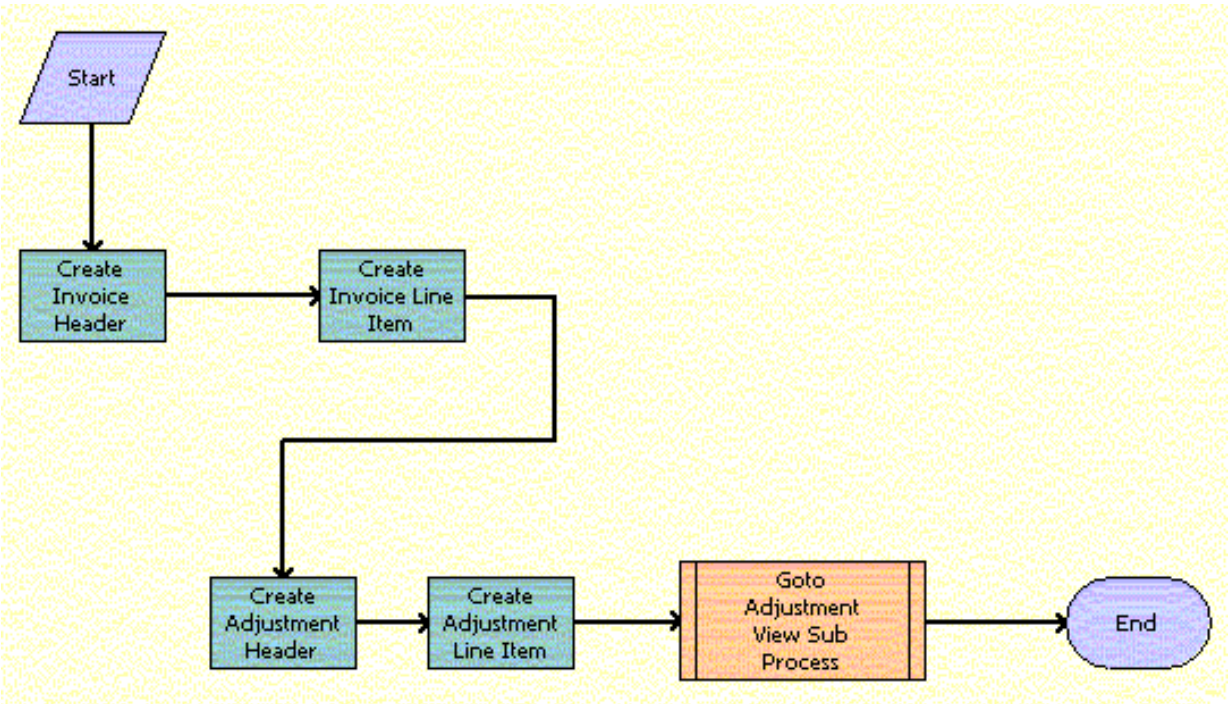 Start
Create
Invoice
Header
Create
Invoice Line
Item
Create
Adjustment
Header
Create
Adjustment
Line Item
Goto
Adjustment
View Sub
Process
End